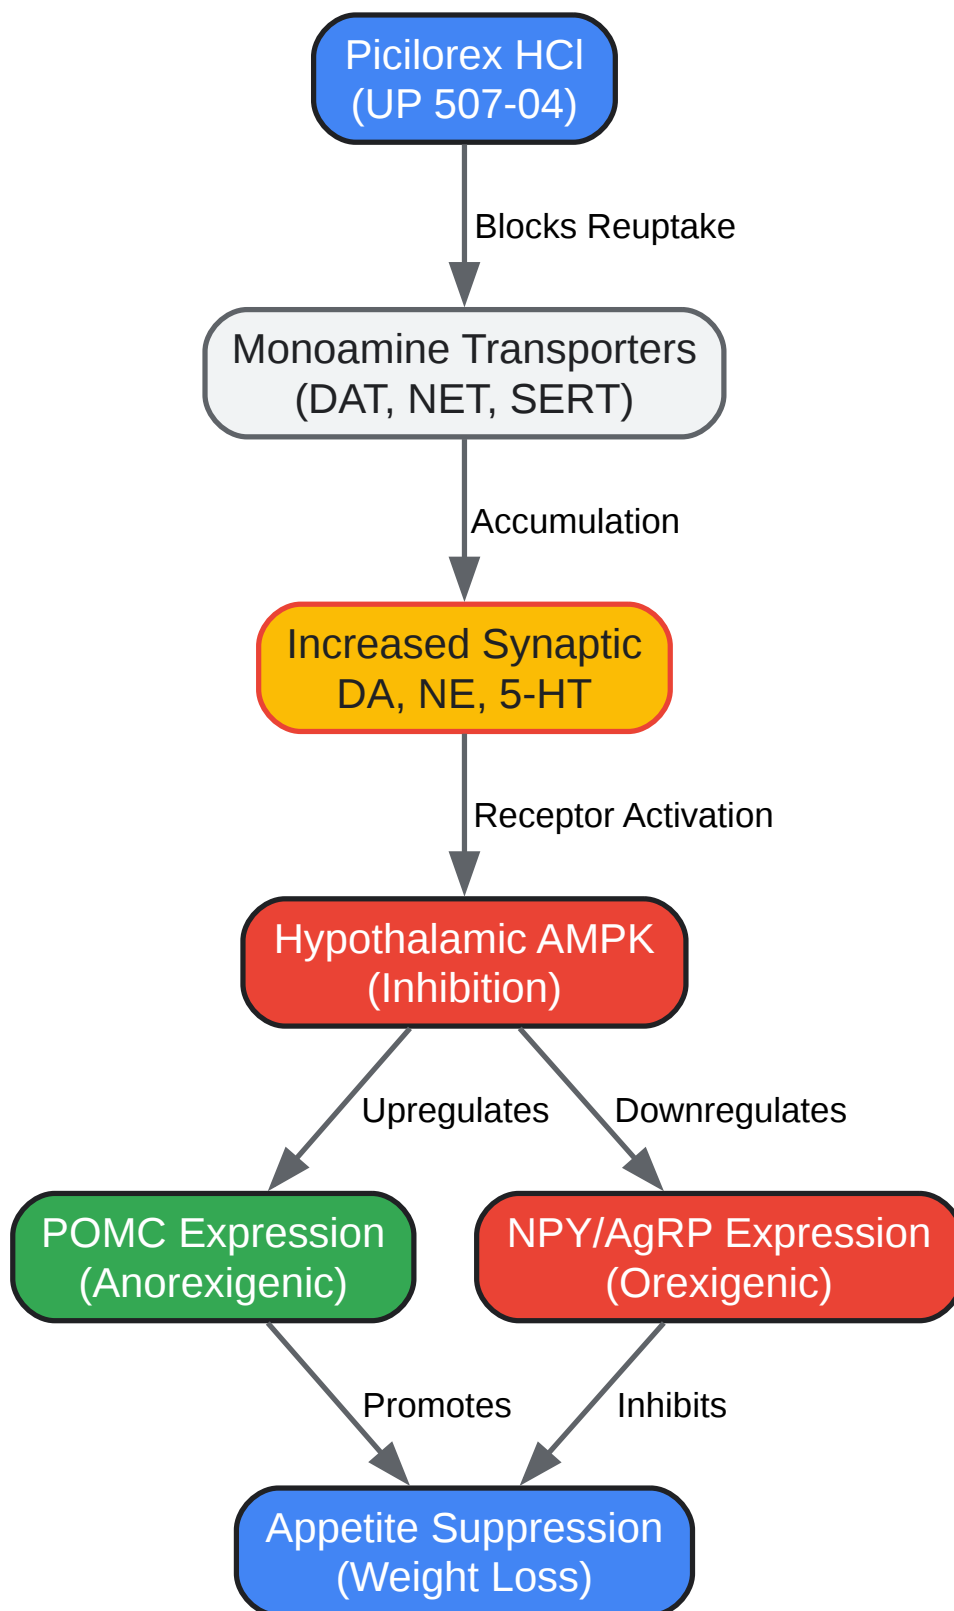 Picilorex HCl
(UP 507-04)
Blocks Reuptake
Monoamine Transporters
(DAT, NET, SERT)
Accumulation
Increased Synaptic
DA, NE, 5-HT
Receptor Activation
Hypothalamic AMPK
(Inhibition)
Upregulates
Downregulates
POMC Expression
(Anorexigenic)
NPY/AgRP Expression
(Orexigenic)
Promotes
Inhibits
Appetite Suppression
(Weight Loss)